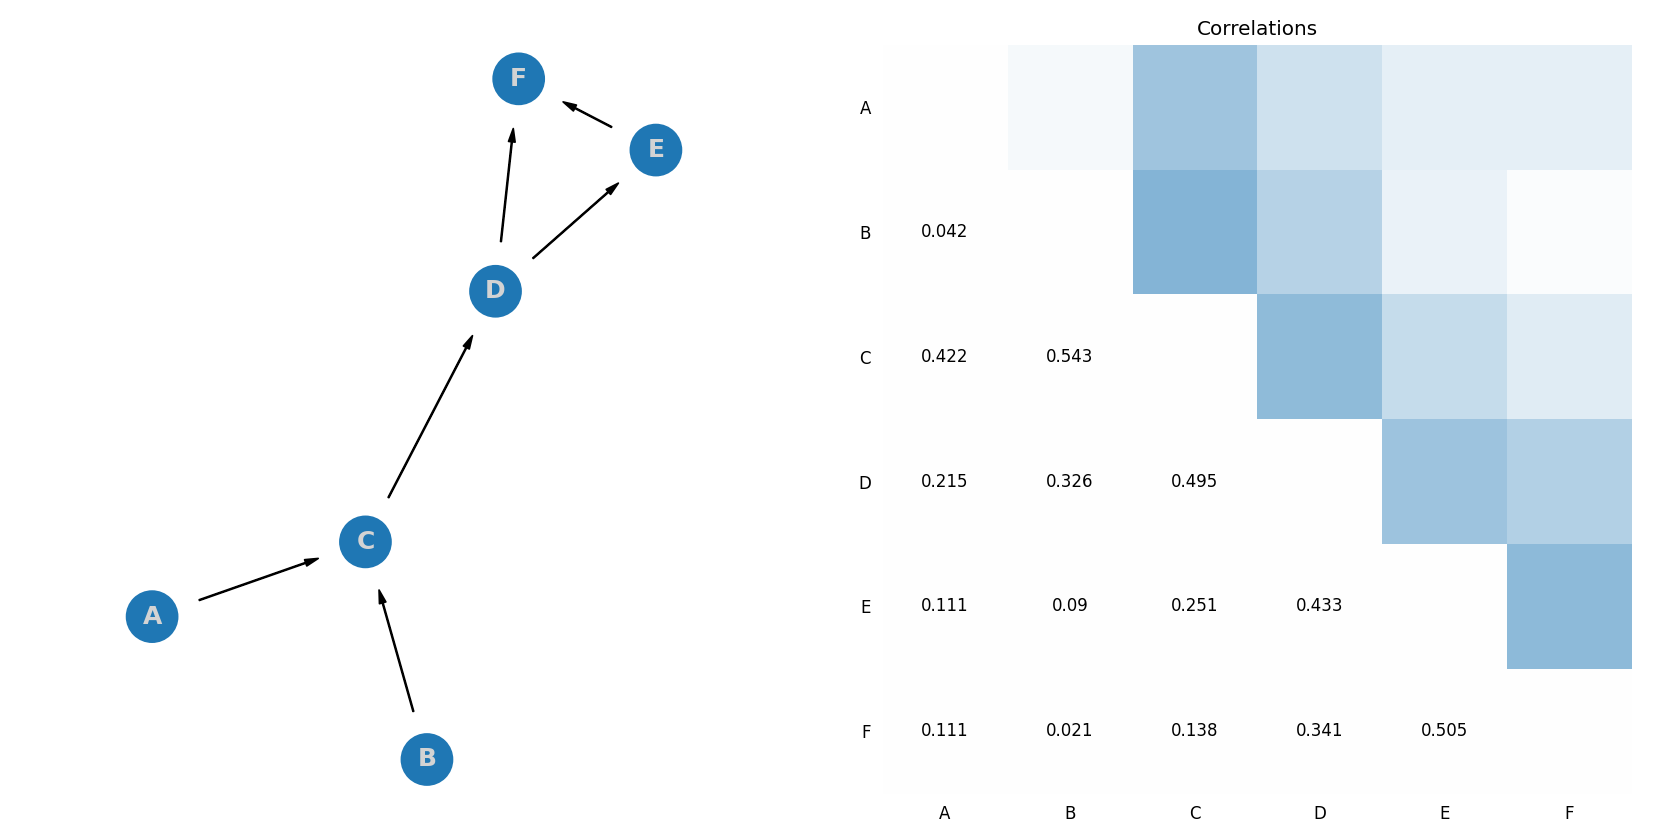 F
E
D
C
A
B
Correlations
A
B 0.042
C 0.422 0.543
D 0.215 0.326 0.495
E 0.111 0.09 0.251 0.433
F 0.111 0.021 0.138 0.341 0.505
A B C D E F